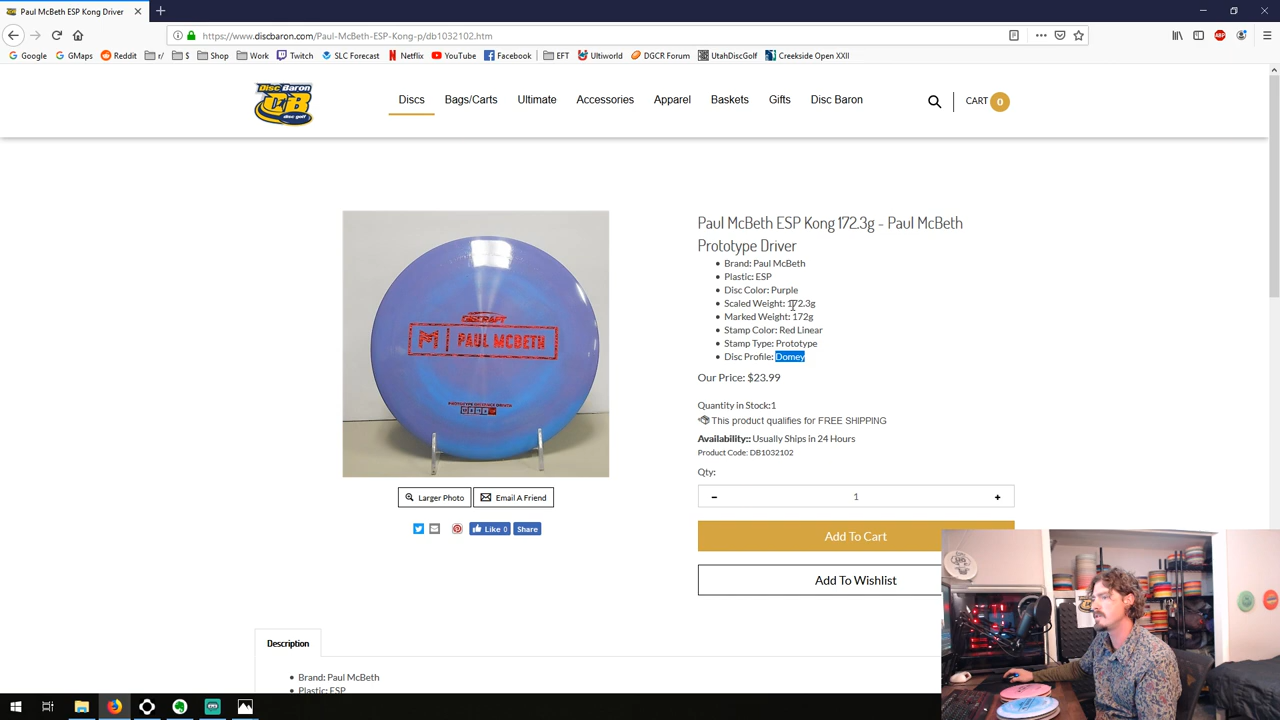 Paul McBeth ESP Kong Driver
https://www.discbaron.com/Paul-McBeth-ESP-Kong-p/db1032102.htm
Google GMaps Reddit r/ $ Shop Work Twitch SLC Forecast Netflix YouTube Facebook EFT Ultiworld DGCR Forum UtahDiscGolf Creekside Open XXII
Disc Baron
DB
disc golf
Discs Bags/Carts Ultimate Accessories Apparel Baskets Gifts Disc Baron CART 0
DISCRAFT
PAUL MCBETH
Larger Photo Email A Friend
Like 0 Share
Paul McBeth ESP Kong 172.3g - Paul McBeth
Prototype Driver
Brand: Paul McBeth
Plastic: ESP
Disc Color: Purple
Scaled Weight: 172.3g
Marked Weight: 172g
Stamp Color: Red Linear
Stamp Type: Prototype
Disc Profile: Domey
Our Price: $23.99
Quantity in Stock:1
This product qualifies for FREE SHIPPING
Availability:: Usually Ships in 24 Hours
Product Code: DB1032102
Qty:
− 1 +
Add To Cart
Add To Wishlist
Description
Brand: Paul McBeth
Plastic: ESP